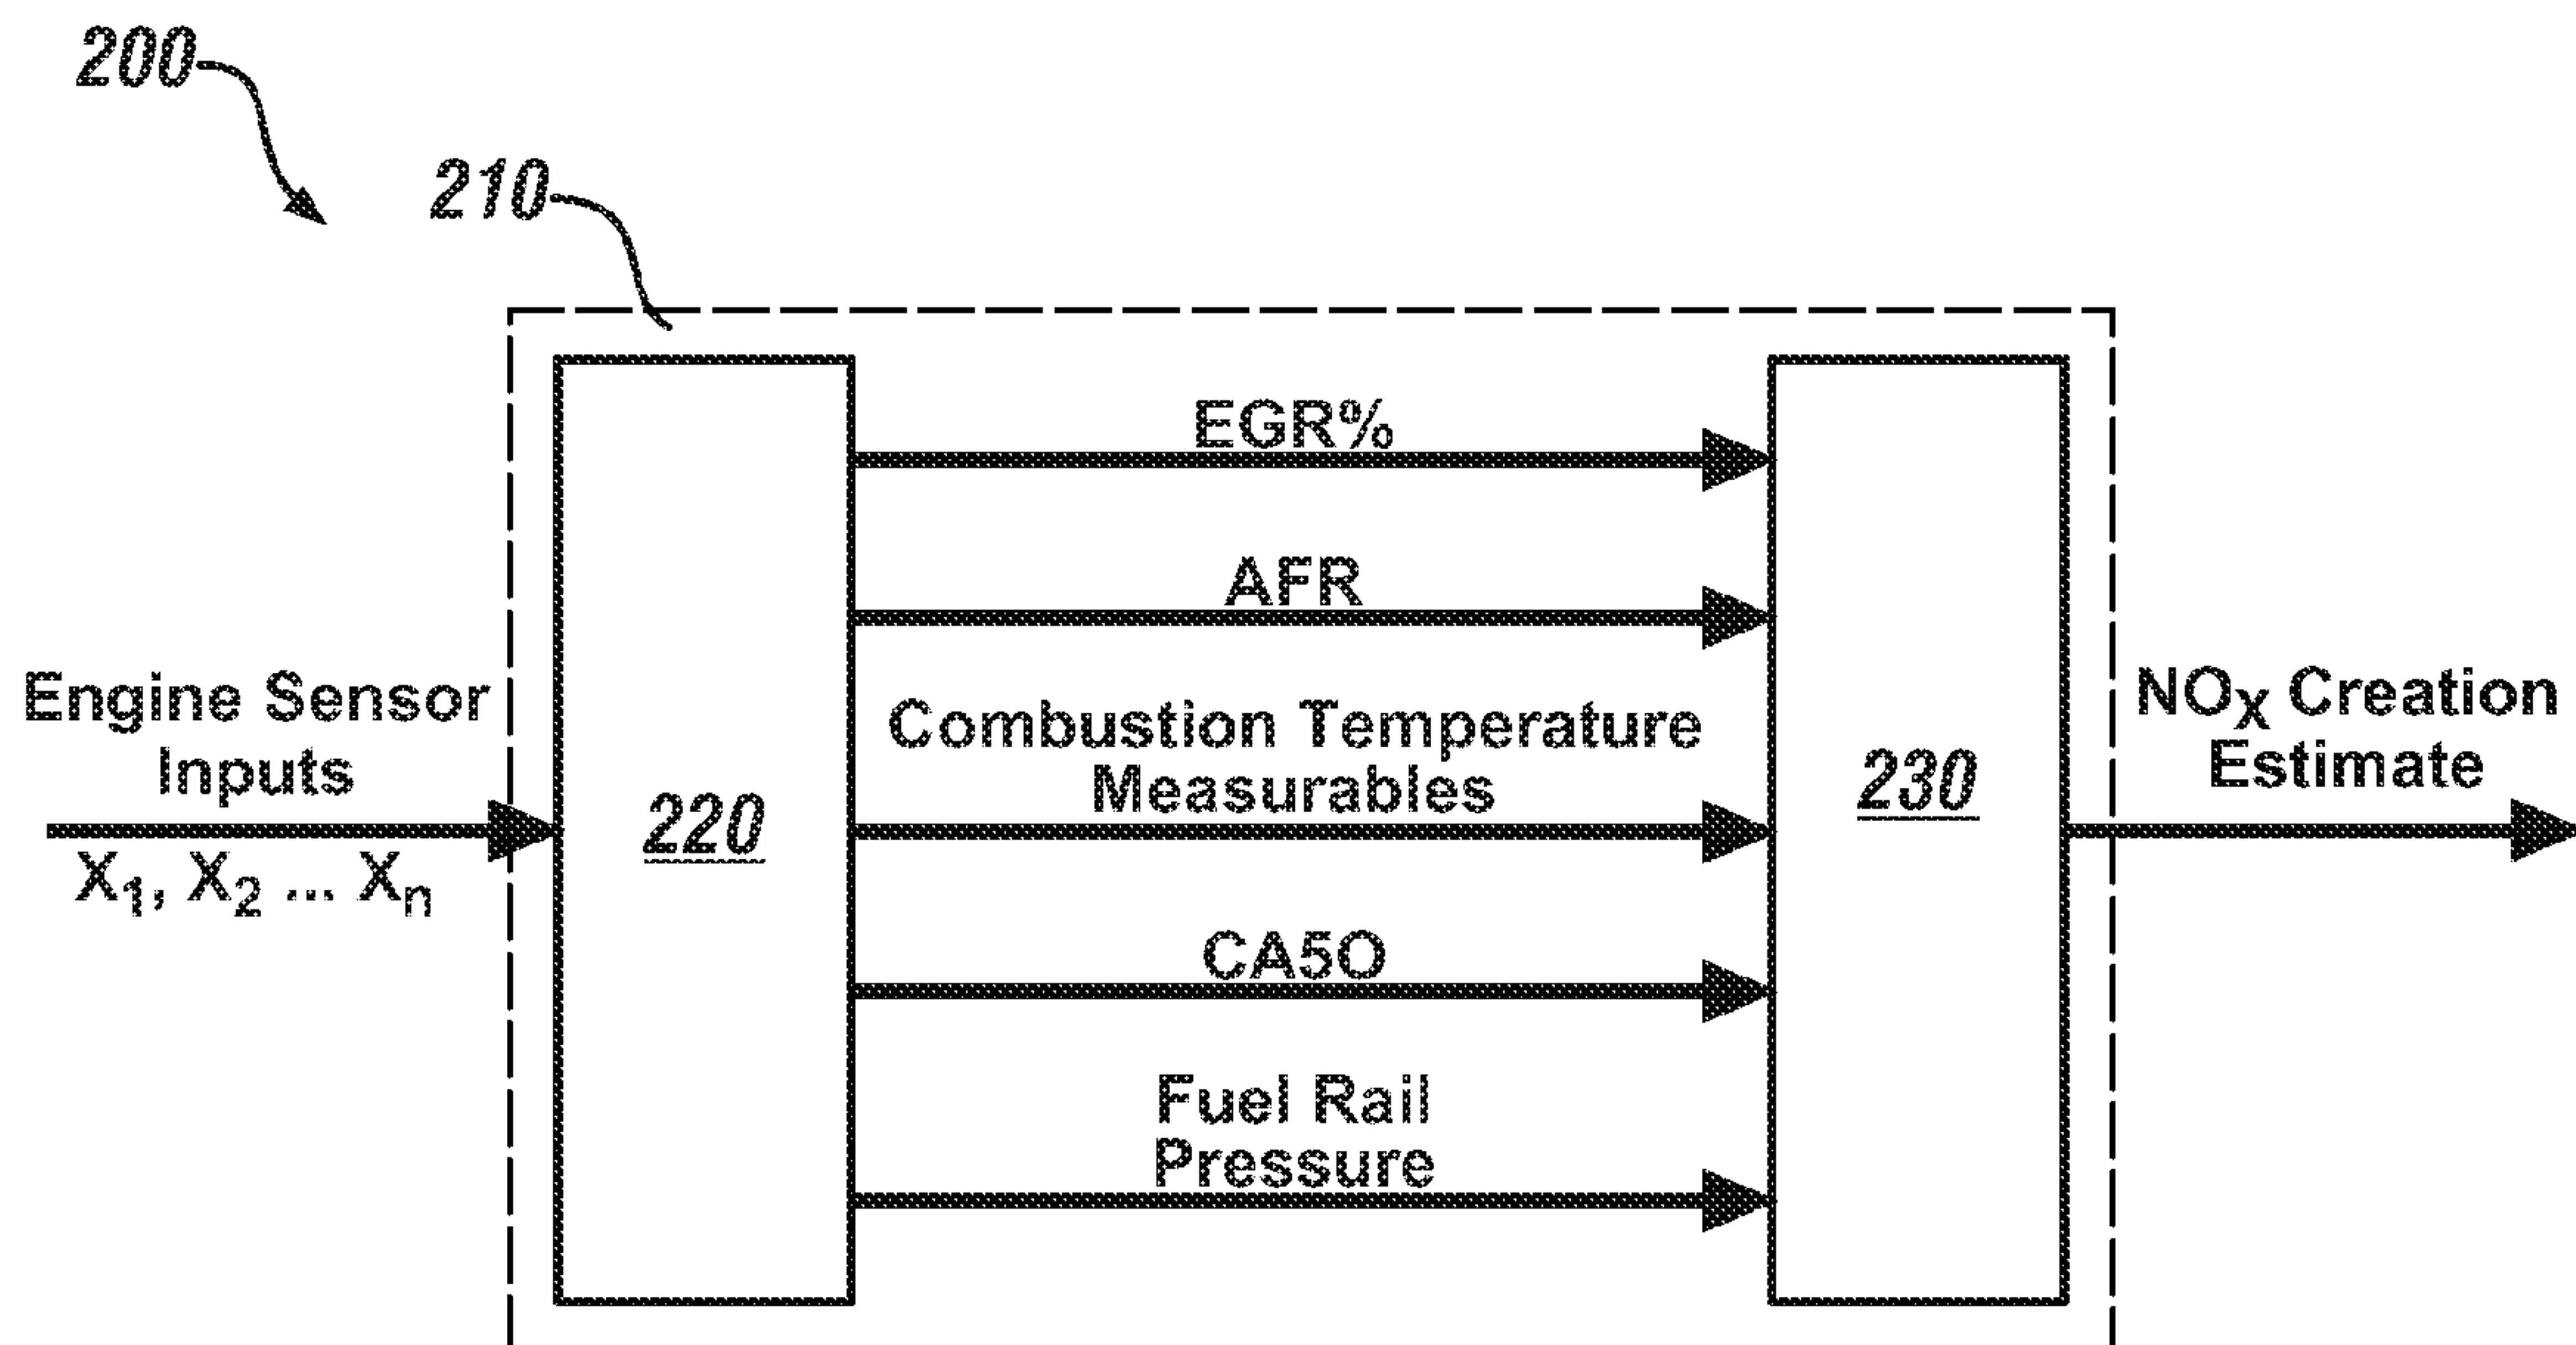 200
210
EGR%
AFR
Engine Sensor
Inputs
X1, X2 ... Xn
220
Combustion Temperature
Measurables
230
NOX Creation
Estimate
CA5O
Fuel Rail
Pressure